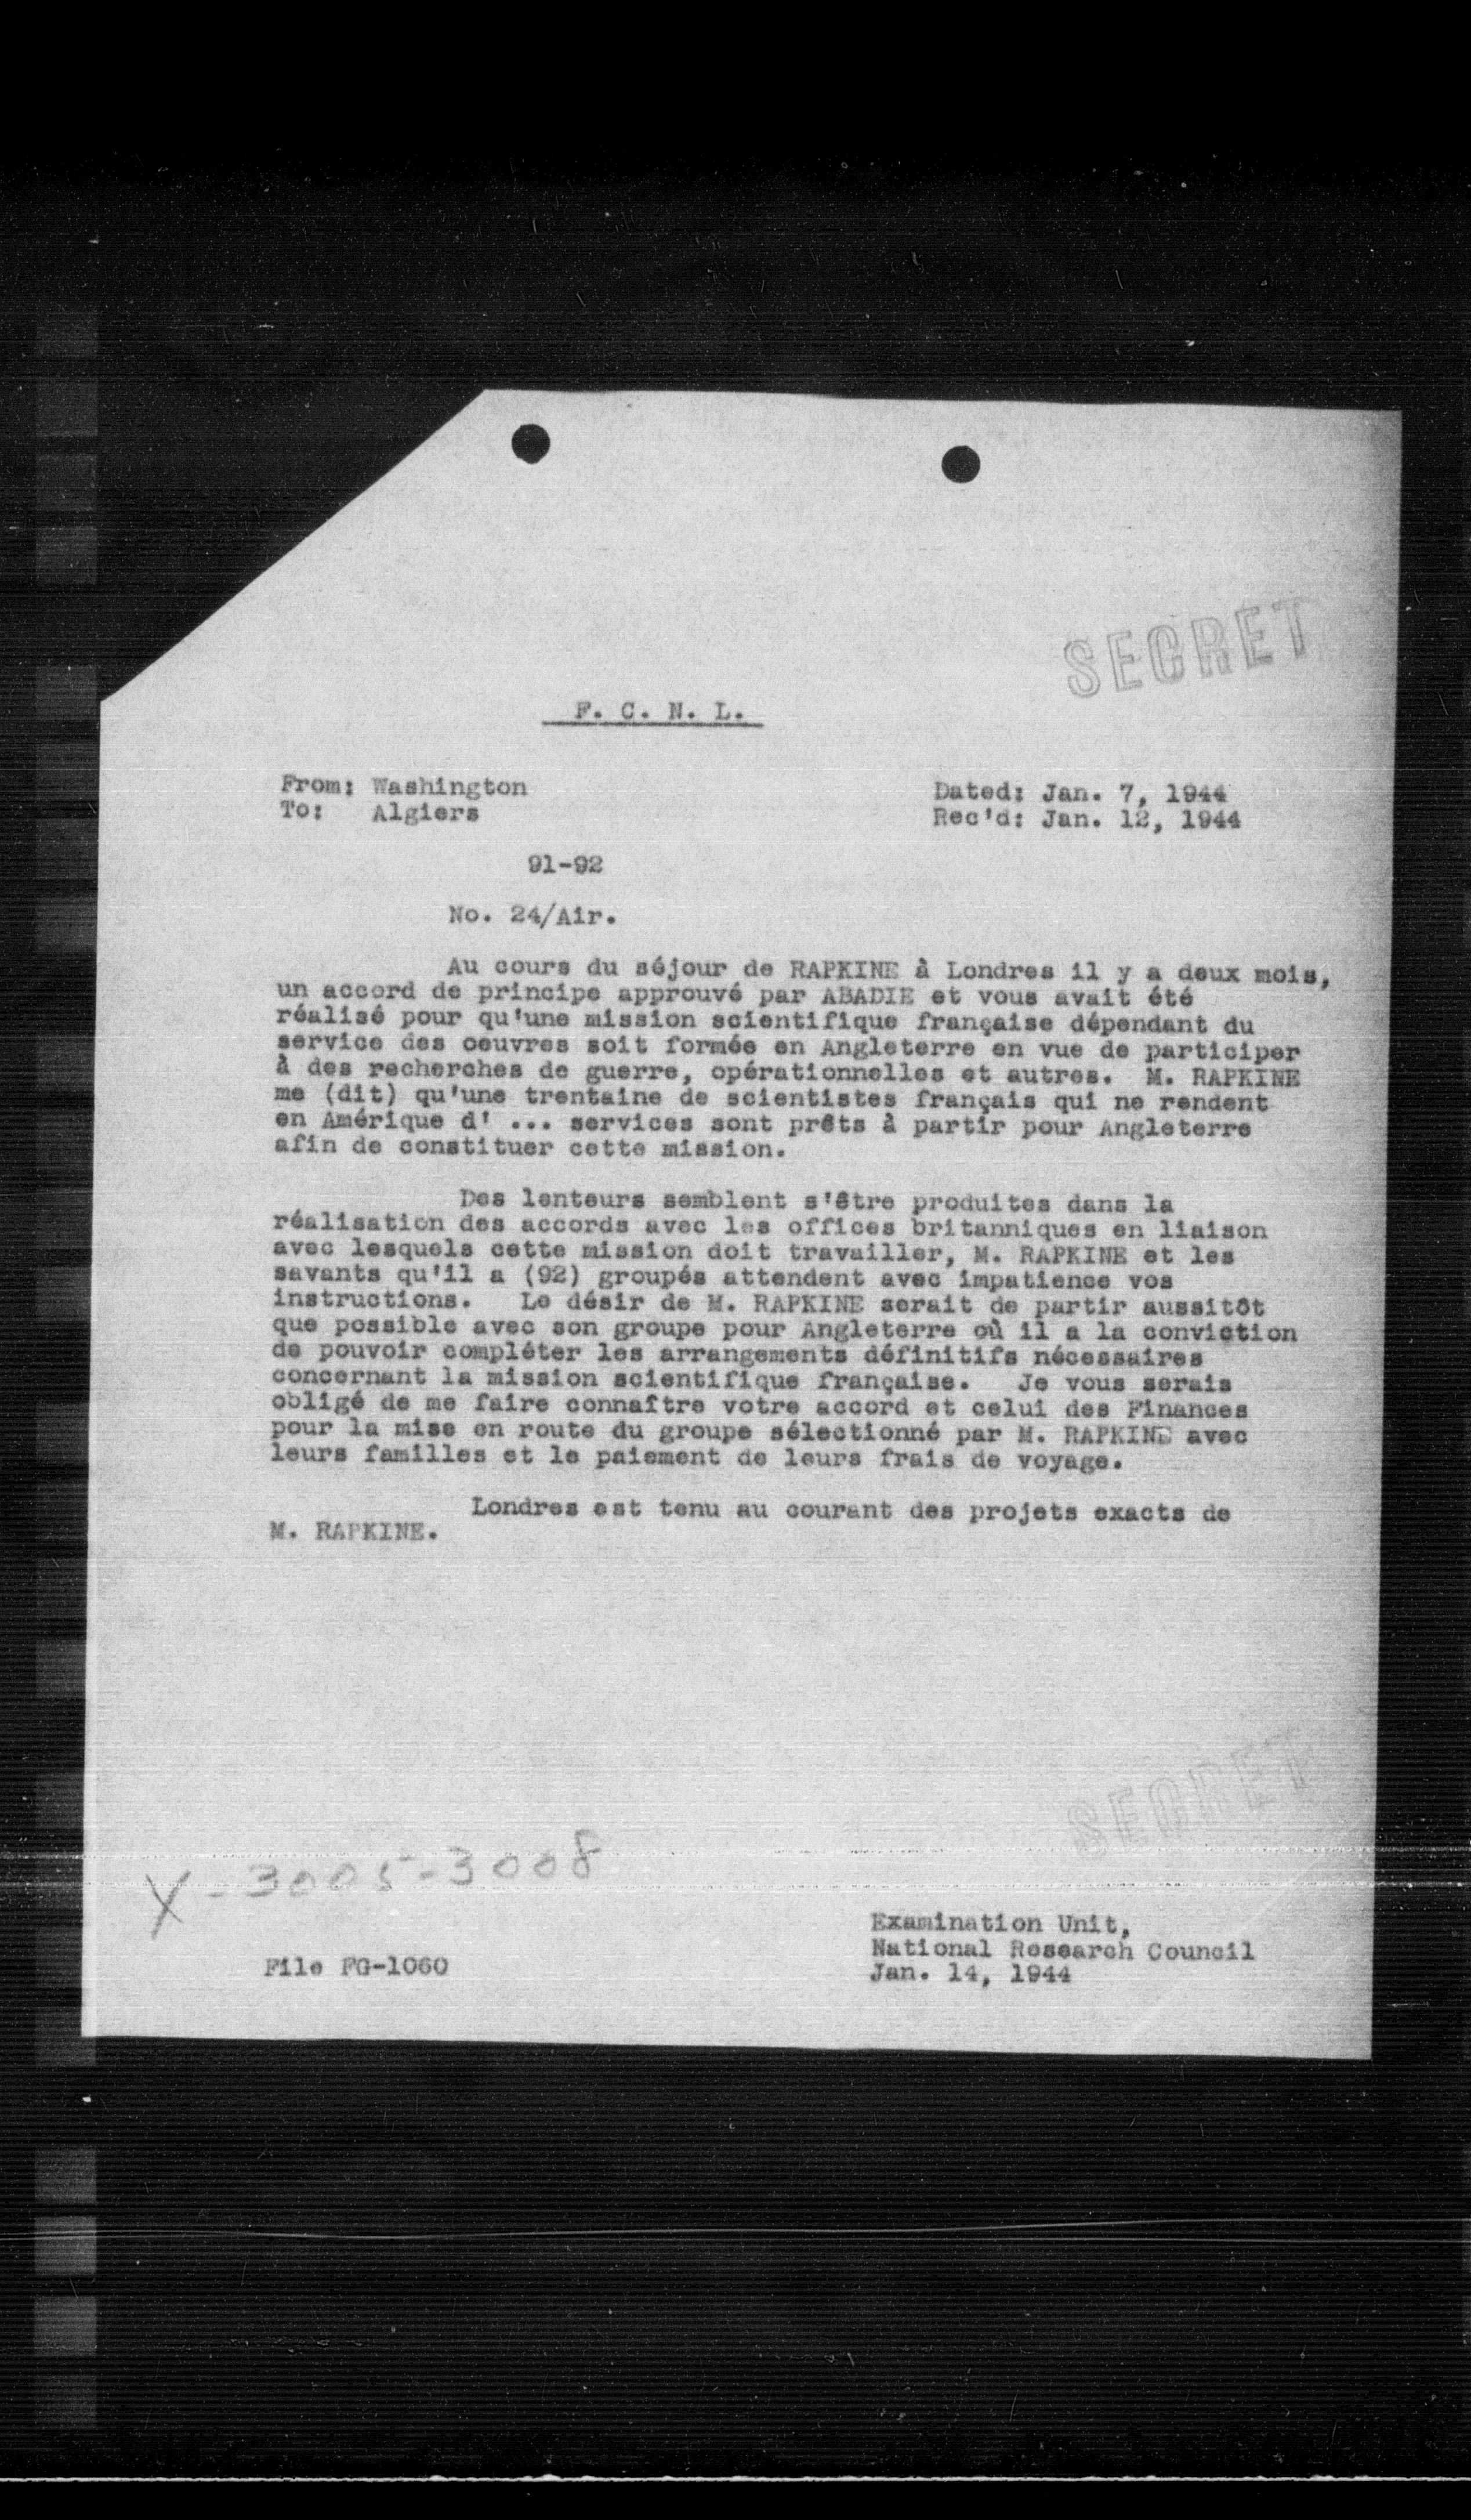 SECRET
F. C. N. L.
From: Washington
To: Algiers
Dated: Jan. 7, 1944
Rec'd: Jan. 12, 1944
91-92
No. 24/Air.
Au cours du séjour de RAPKINE à Londres il y a deux mois,
un accord de principe approuvé par ABADIE et vous avait été
réalisé pour qu'une mission scientifique française dépendant du
service des oeuvres soit formée en Angleterre en vue de participer
à des recherches de guerre, opérationnelles et autres. M. RAPKINE
me (dit) qu'une trentaine de scientistes français qui ne rendent
en Amérique d' ... services sont prêts à partir pour Angleterre
afin de constituer cette mission.
Des lenteurs semblent s'être produites dans la
réalisation des accords avec les offices britanniques en liaison
avec lesquels cette mission doit travailler, M. RAPKINE et les
savants qu'il a (92) groupés attendent avec impatience vos
instructions. Le désir de M. RAPKINE serait de partir aussitôt
que possible avec son groupe pour Angleterre où il a la conviction
de pouvoir compléter les arrangements définitifs nécessaires
concernant la mission scientifique française. Je vous serais
obligé de me faire connaître votre accord et celui des Finances
pour la mise en route du groupe sélectionné par M. RAPKINE avec
leurs familles et le paiement de leurs frais de voyage.
Londres est tenu au courant des projets exacts de
M. RAPKINE.
SECRET
X-3005-3008
Examination Unit,
National Research Council
Jan. 14, 1944
File FG-1060